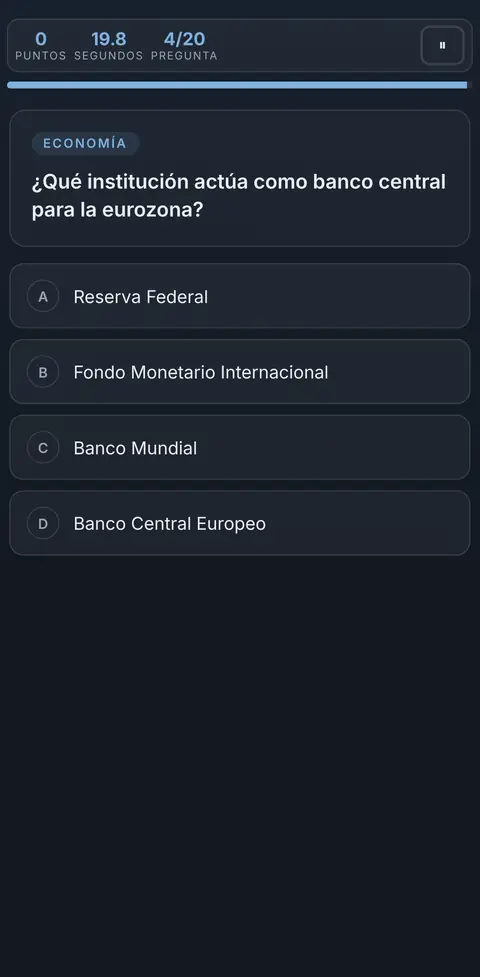 0 19.8 4/20
PUNTOS SEGUNDOS PREGUNTA
ECONOMÍA
¿Qué institución actúa como banco central
para la eurozona?
A Reserva Federal
B Fondo Monetario Internacional
C Banco Mundial
D Banco Central Europeo